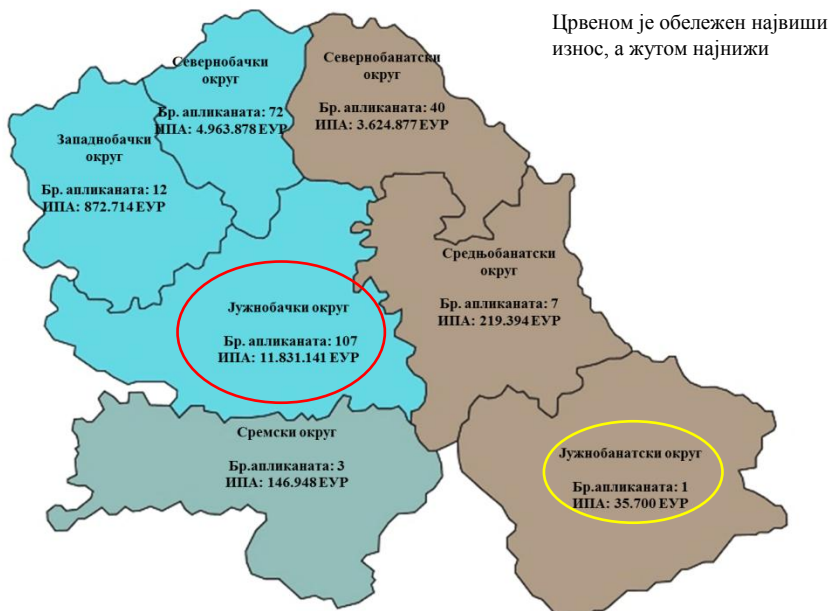 Црвеном је обележен највиши
износ, а жутом најнижи
Севернобачки
округ
Бр. апликаната: 72
ИПА: 4.963.878 ЕУР
Севернобанатски
округ
Бр. апликаната: 40
ИПА: 3.624.877 ЕУР
Западнобачки
округ
Бр. апликаната: 12
ИПА: 872.714 ЕУР
Средњобанатски
округ
Бр. апликаната: 7
ИПА: 219.394 ЕУР
Јужнобачки округ
Бр. апликаната: 107
ИПА: 11.831.141 ЕУР
Сремски округ
Бр.апликаната: 3
ИПА: 146.948 ЕУР
Јужнобанатски округ
Бр.апликаната: 1
ИПА: 35.700 ЕУР